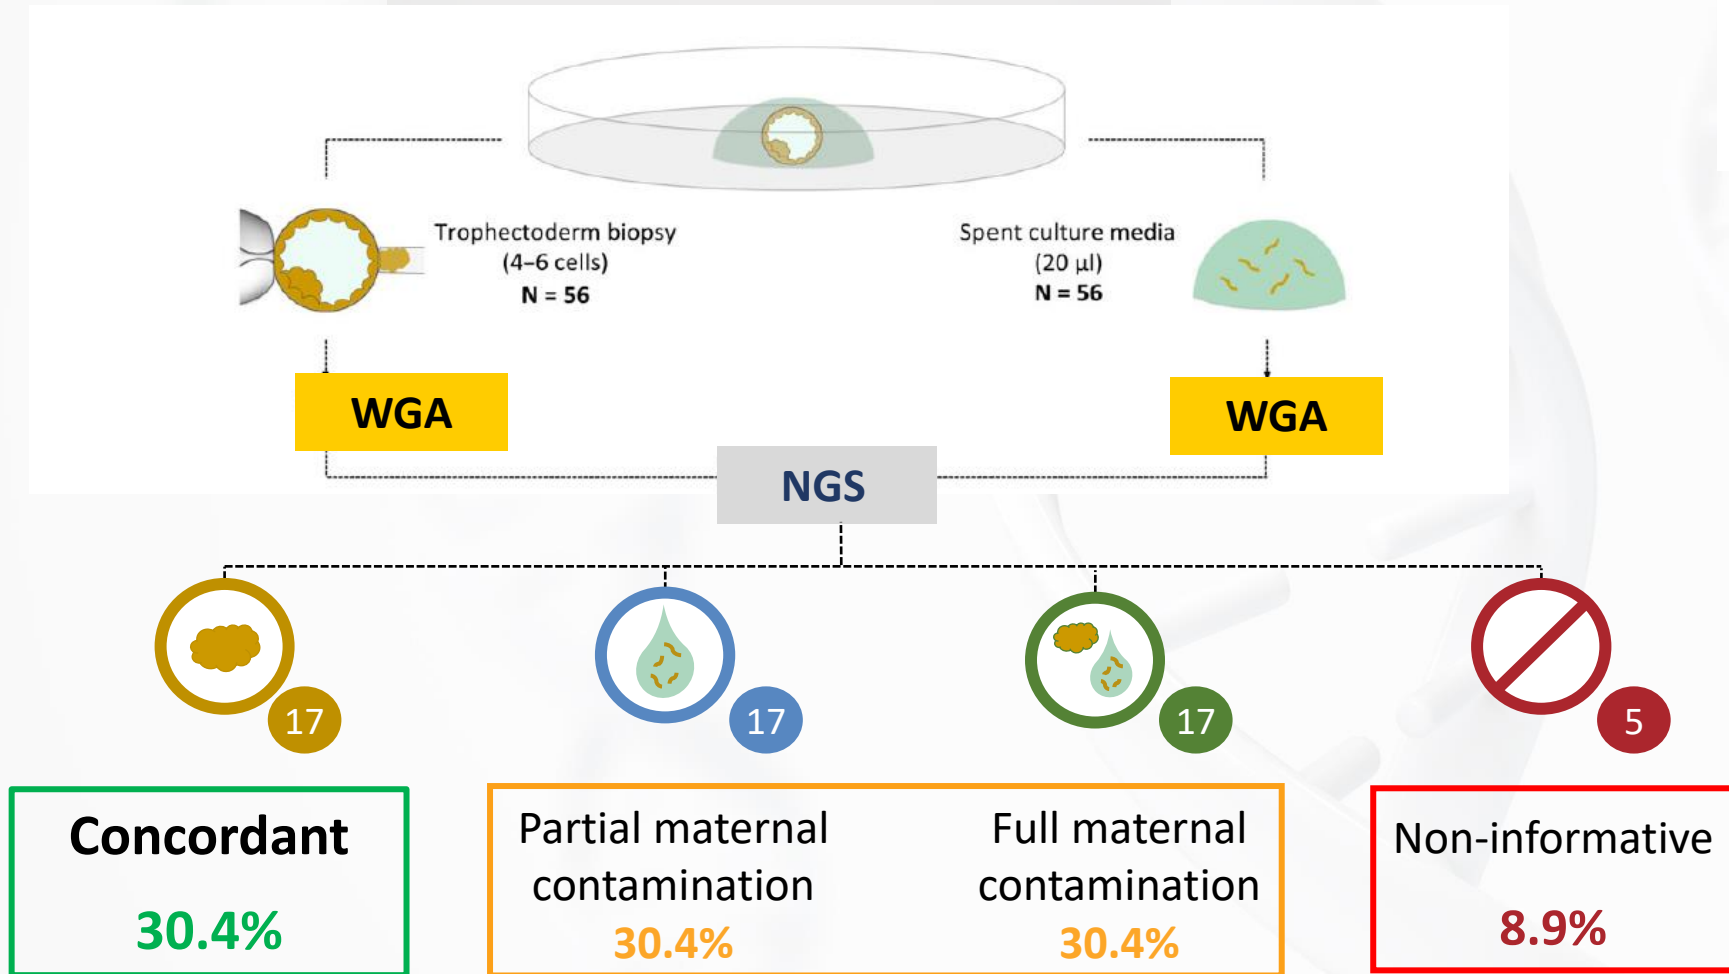 Trophectoderm biopsy
(4–6 cells)
N = 56
Spent culture media
(20 µl)
N = 56
WGA
WGA
NGS
17
17
17
5
Concordant
30.4%
Partial maternal
contamination
30.4%
Full maternal
contamination
30.4%
Non-informative
8.9%